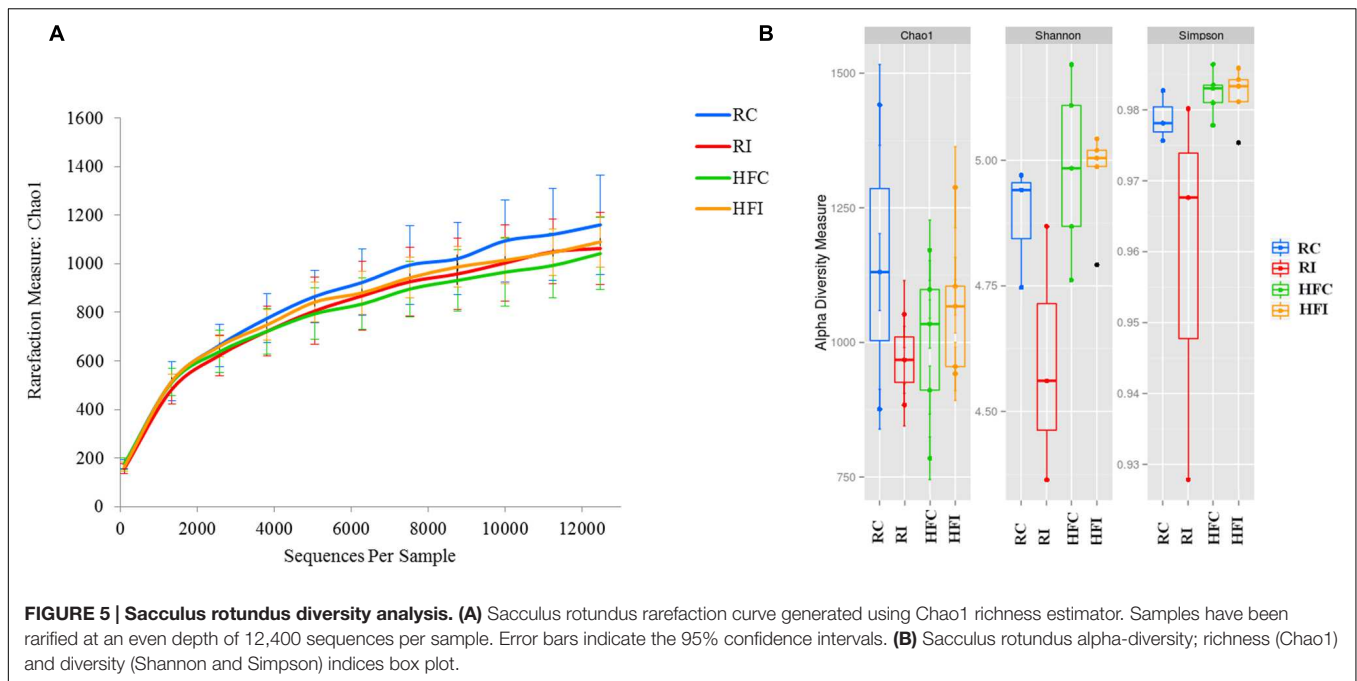 A
Rarefaction Measure: Chao1
1600
1400
1200
1000
800
600
400
200
0
0 2000 4000 6000 8000 10000 12000
Sequences Per Sample
RC
RI
HFC
HFI
B
Chao1 Shannon Simpson
Alpha Diversity Measure
1500
1250
1000
750
5.00
4.75
4.50
0.98
0.97
0.96
0.95
0.94
0.93
RC RI HFC HFI
RC RI HFC HFI
RC RI HFC HFI
RC
RI
HFC
HFI
FIGURE 5 | Sacculus rotundus diversity analysis. (A) Sacculus rotundus rarefaction curve generated using Chao1 richness estimator. Samples have been
rarified at an even depth of 12,400 sequences per sample. Error bars indicate the 95% confidence intervals. (B) Sacculus rotundus alpha-diversity; richness (Chao1)
and diversity (Shannon and Simpson) indices box plot.